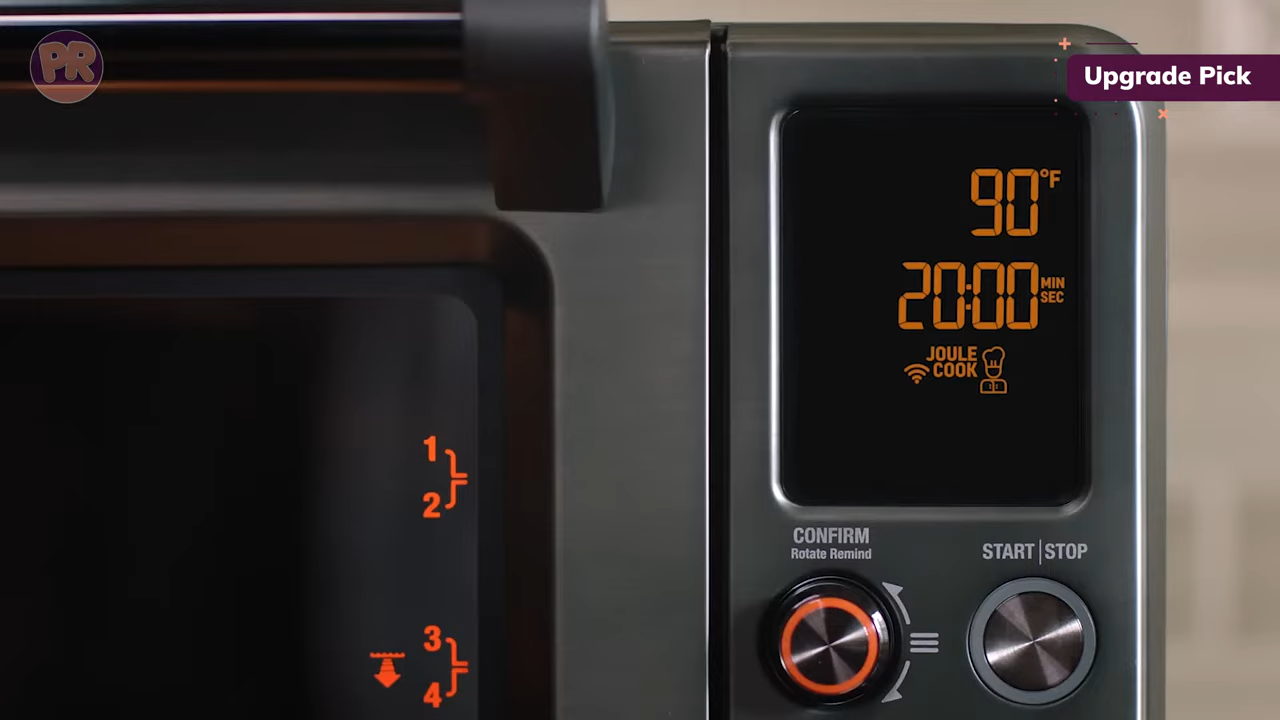 PR
Upgrade Pick
90°F
20:00 MIN
SEC
JOULE
COOK
1
2
3
4
CONFIRM
Rotate Remind
START|STOP